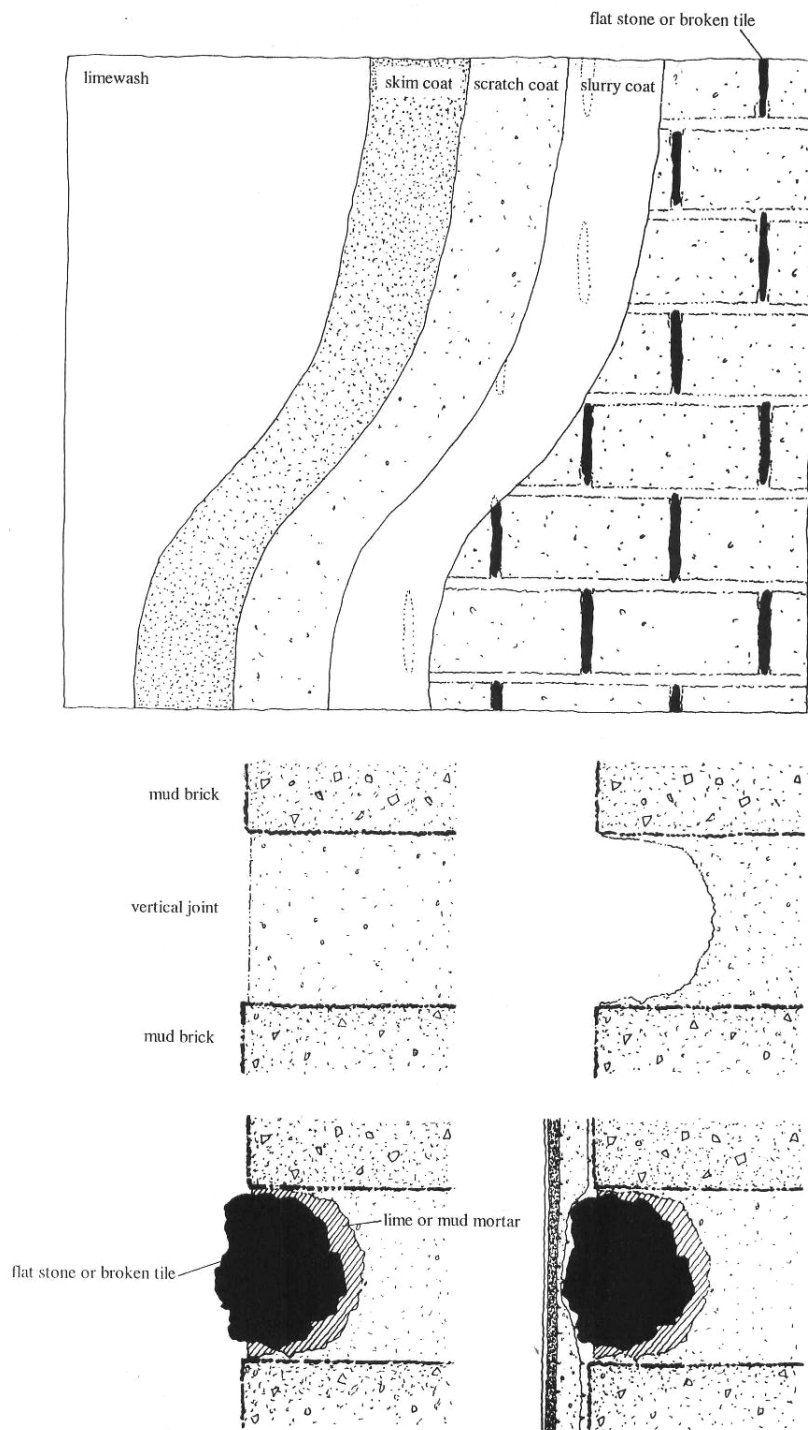 flat stone or broken tile
limewash
skim coat
scratch coat
slurry coat
mud brick
vertical joint
mud brick
lime or mud mortar
flat stone or broken tile